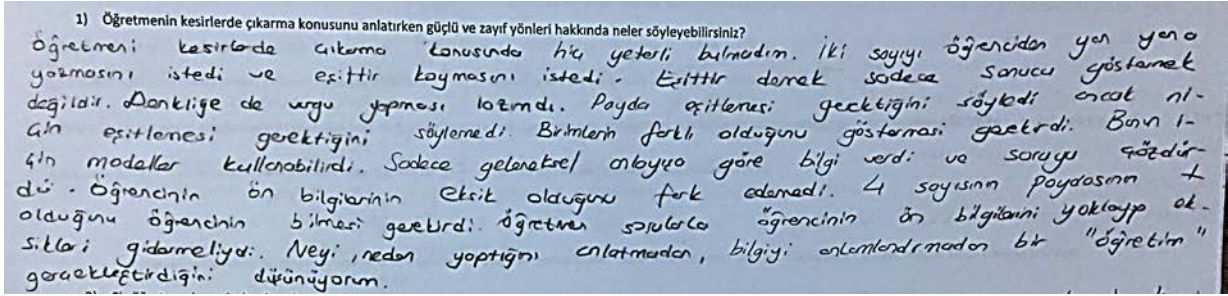 1) Öğretmenin kesirlerde çıkarma konusunu anlatırken güçlü ve zayıf yönleri hakkında neler söyleyebilirsiniz?
Öğretmeni kesirlerde çıkarma konusunda hiç yeterli bulmadım. İki sayıyı öğrenciden yan yana
yazmasını istedi ve eşittir koymasını istedi. Eşittir demek sadece sonucu göstermek
değildir. Denkliğe de vurgu yapması lazımdı. Payda eşitlemesi gerektiğini söyledi ancak ni-
çin eşitlemesi gerektiğini söylemedi. Birimlerin farklı olduğunu göstermesi gerekirdi. Bunun i-
çin modeller kullanabilirdi. Sadece geleneksel anlayışa göre bilgi verdi ve soruyu çözdür-
dü. Öğrencinin ön bilgilerinin eksik olduğunu fark edemedi. 4 sayısının paydasının 1
olduğunu öğrencinin bilmesi gerekirdi. Öğretmen sorularla öğrencinin ön bilgilerini yoklayıp ek-
sikleri gidermeliydi. Neyi, neden yaptığını anlatmadan, bilgiyi anlamlandırmadan bir "öğretim"
gerçekleştirdiğini düşünüyorum.